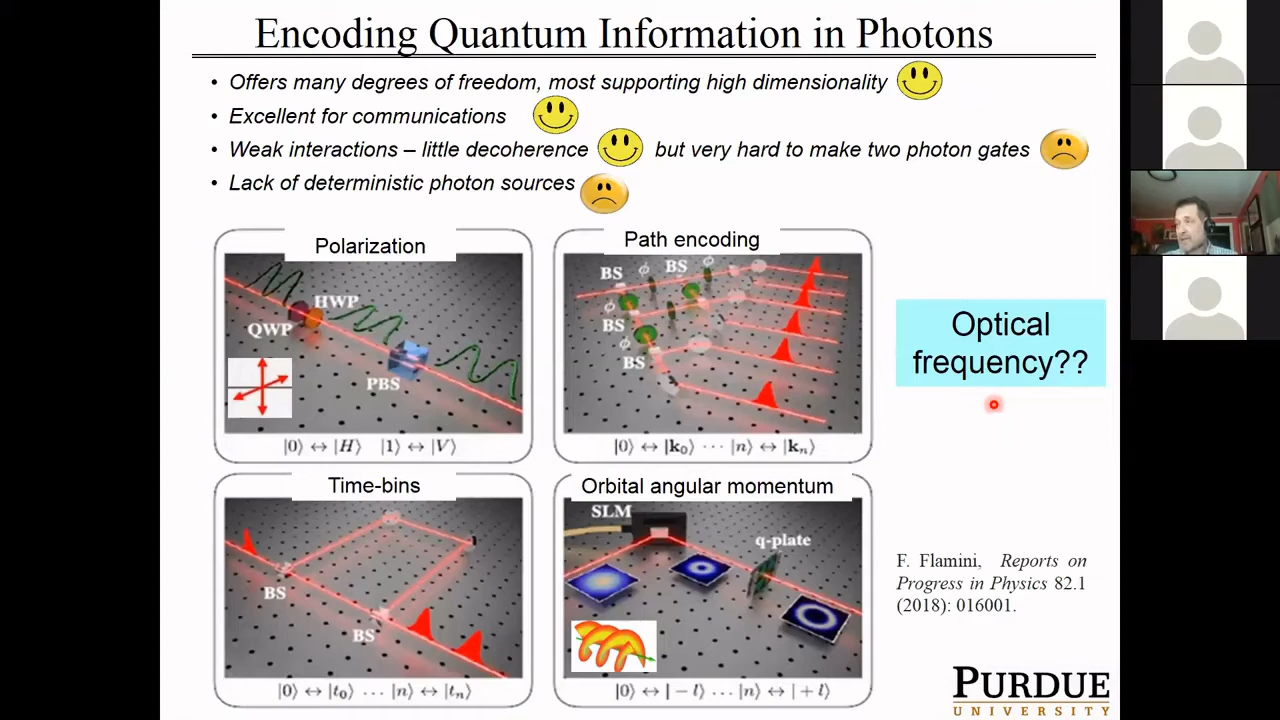 Encoding Quantum Information in Photons
• Offers many degrees of freedom, most supporting high dimensionality
• Excellent for communications
• Weak interactions – little decoherence but very hard to make two photon gates
• Lack of deterministic photon sources
Polarization
HWP
QWP
PBS
|0⟩ ↔ |H⟩ |1⟩ ↔ |V⟩
Path encoding
BS ϕ BS ϕ
ϕ
BS
ϕ
BS
|0⟩ ↔ |k₀⟩ ··· |n⟩ ↔ |kₙ⟩
Optical
frequency??
Time-bins
BS
BS
|0⟩ ↔ |t₀⟩ ... |n⟩ ↔ |tₙ⟩
Orbital angular momentum
SLM
q-plate
|0⟩ ↔ | − l⟩ ... |n⟩ ↔ | + l⟩
F. Flamini, Reports on
Progress in Physics 82.1
(2018): 016001.
PURDUE
UNIVERSITY